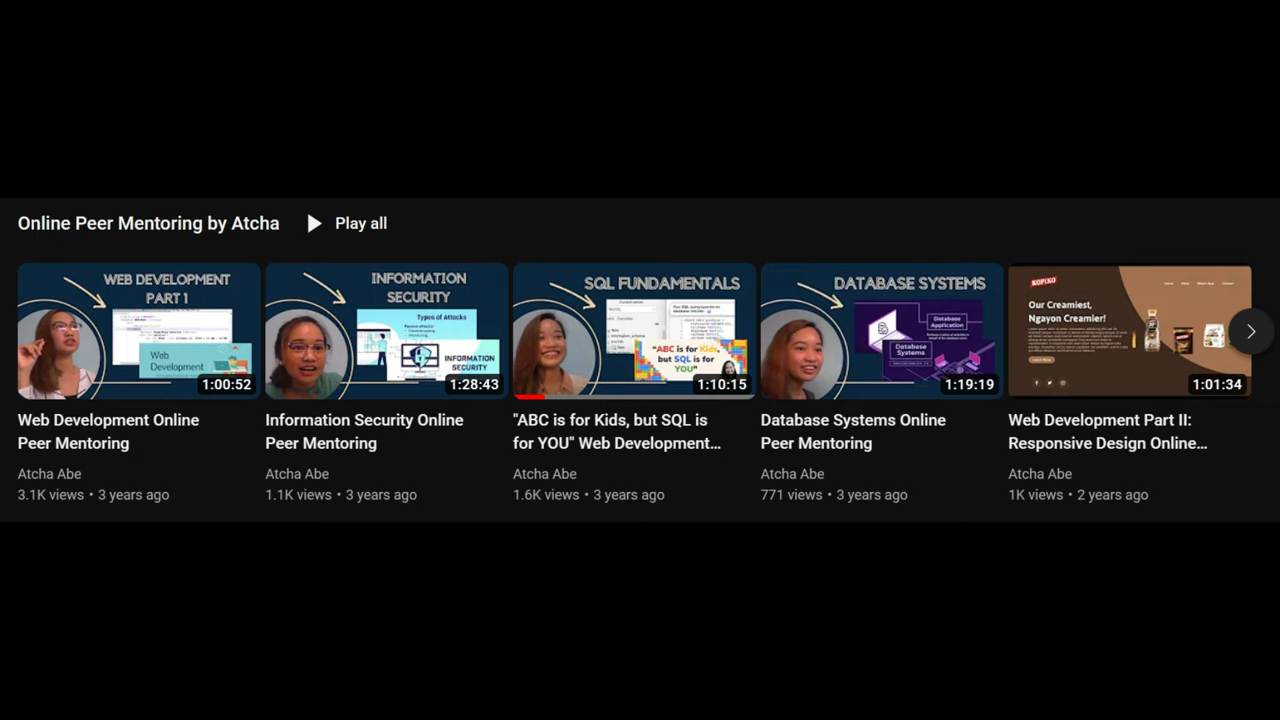 Online Peer Mentoring by Atcha
Play all
WEB DEVELOPMENT
PART 1
Web
Development
1:00:52
Web Development Online
Peer Mentoring
Atcha Abe
3.1K views • 3 years ago
INFORMATION
SECURITY
Types of Attacks
INFORMATION
SECURITY
1:28:43
Information Security Online
Peer Mentoring
Atcha Abe
1.1K views • 3 years ago
SQL FUNDAMENTALS
"ABC is for Kids,
but SQL is for
YOU"
1:10:15
"ABC is for Kids, but SQL is
for YOU" Web Development...
Atcha Abe
1.6K views • 3 years ago
DATABASE SYSTEMS
Database
Application
Database
Systems
1:19:19
Database Systems Online
Peer Mentoring
Atcha Abe
771 views • 3 years ago
KOPIKO
Our Creamiest,
Ngayon Creamier!
1:01:34
Web Development Part II:
Responsive Design Online...
Atcha Abe
1K views • 2 years ago